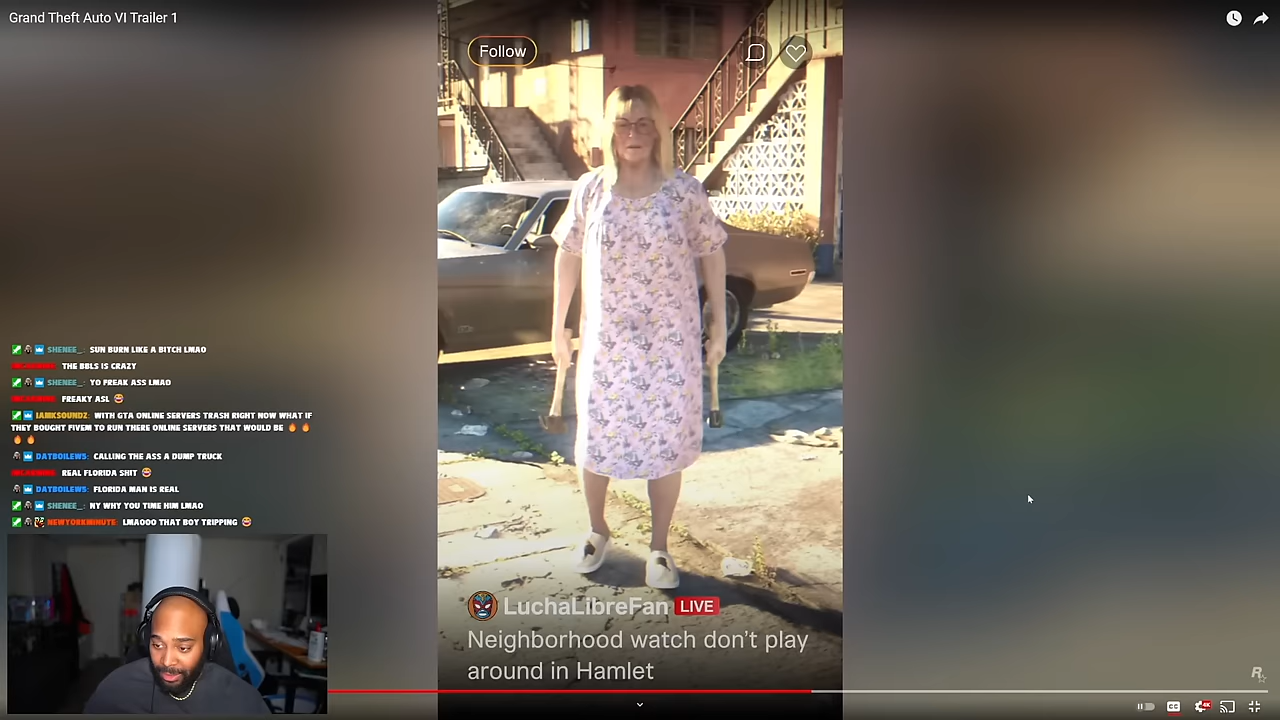 Grand Theft Auto VI Trailer 1
Follow
SHENEE_: SUN BURN LIKE A BITCH LMAO
THE BBLS IS CRAZY
SHENEE_: YO FREAK ASS LMAO
FREAKY ASL
IAMKSOUNDZ: WITH GTA ONLINE SERVERS TRASH RIGHT NOW WHAT IF
THEY BOUGHT FIVEM TO RUN THERE ONLINE SERVERS THAT WOULD BE
DATBOILEWS: CALLING THE ASS A DUMP TRUCK
REAL FLORIDA SHIT
DATBOILEWS: FLORIDA MAN IS REAL
SHENEE_: NY WHY YOU TIME HIM LMAO
NEWYORKMINUTE: LMAOOO THAT BOY TRIPPING
LuchaLibreFan LIVE
Neighborhood watch don't play
around in Hamlet
R
CC
4K